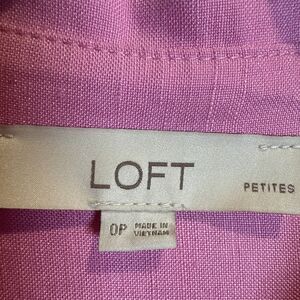 LOFT
PETITES
0P
MADE IN
VIETNAM